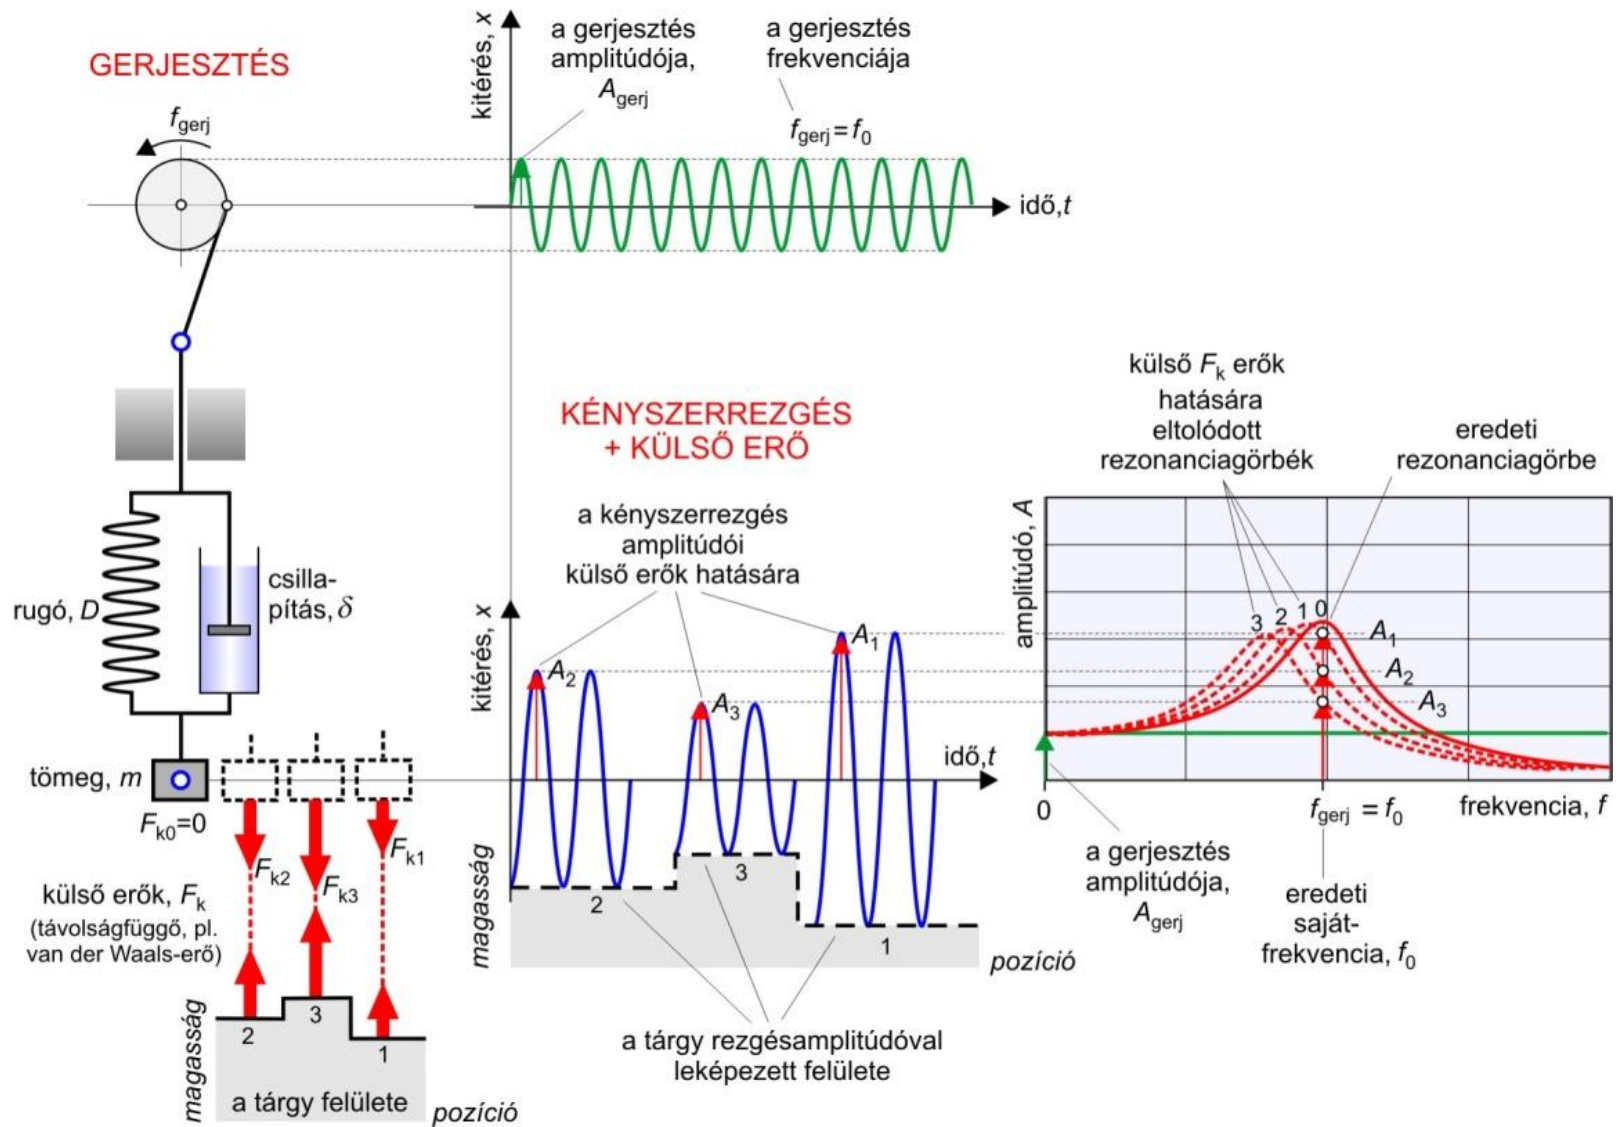 GERJESZTÉS
f_gerj
kitérés, x
a gerjesztés
amplitúdója,
A_gerj
a gerjesztés
frekvenciája
f_gerj = f_0
idő,t
rugó, D
csilla-
pítás, δ
tömeg, m
F_k0=0
F_k2
F_k3
F_k1
külső erők, F_k
(távolságfüggő, pl.
van der Waals-erő)
magasság
2
3
1
a tárgy felülete
pozíció
KÉNYSZERREZGÉS
+ KÜLSŐ ERŐ
a kényszerrezgés
amplitúdói
külső erők hatására
kitérés, x
A_2
A_3
A_1
idő,t
magasság
2
3
1
pozíció
a tárgy rezgésamplitúdóval
leképezett felülete
külső F_k erők
hatására
eltolódott
rezonanciagörbék
eredeti
rezonanciagörbe
amplitúdó, A
3 2 1 0
A_1
A_2
A_3
0
f_gerj = f_0
frekvencia, f
a gerjesztés
amplitúdója,
A_gerj
eredeti
saját-
frekvencia, f_0